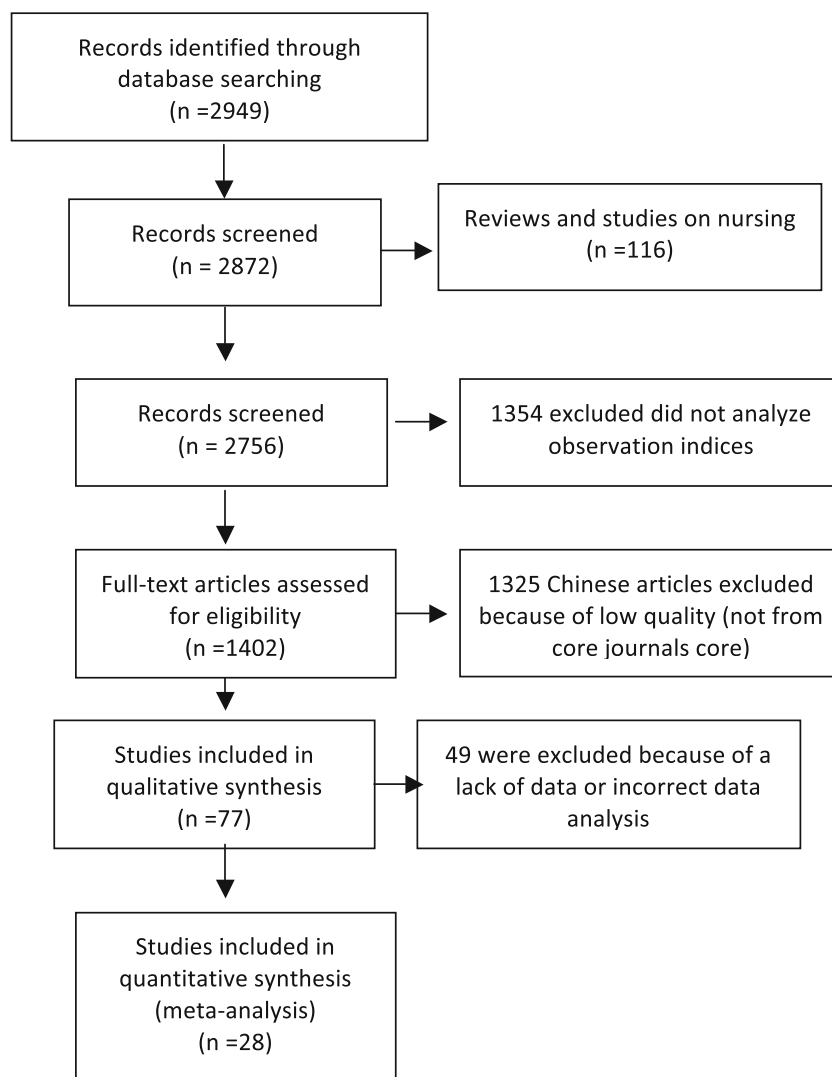 Records identified through
database searching
(n =2949)
Records screened
(n = 2872)
Reviews and studies on nursing
(n =116)
Records screened
(n = 2756)
1354 excluded did not analyze
observation indices
Full-text articles assessed
for eligibility
(n =1402)
1325 Chinese articles excluded
because of low quality (not from
core journals core)
Studies included in
qualitative synthesis
(n =77)
49 were excluded because of a
lack of data or incorrect data
analysis
Studies included in
quantitative synthesis
(meta-analysis)
(n =28)